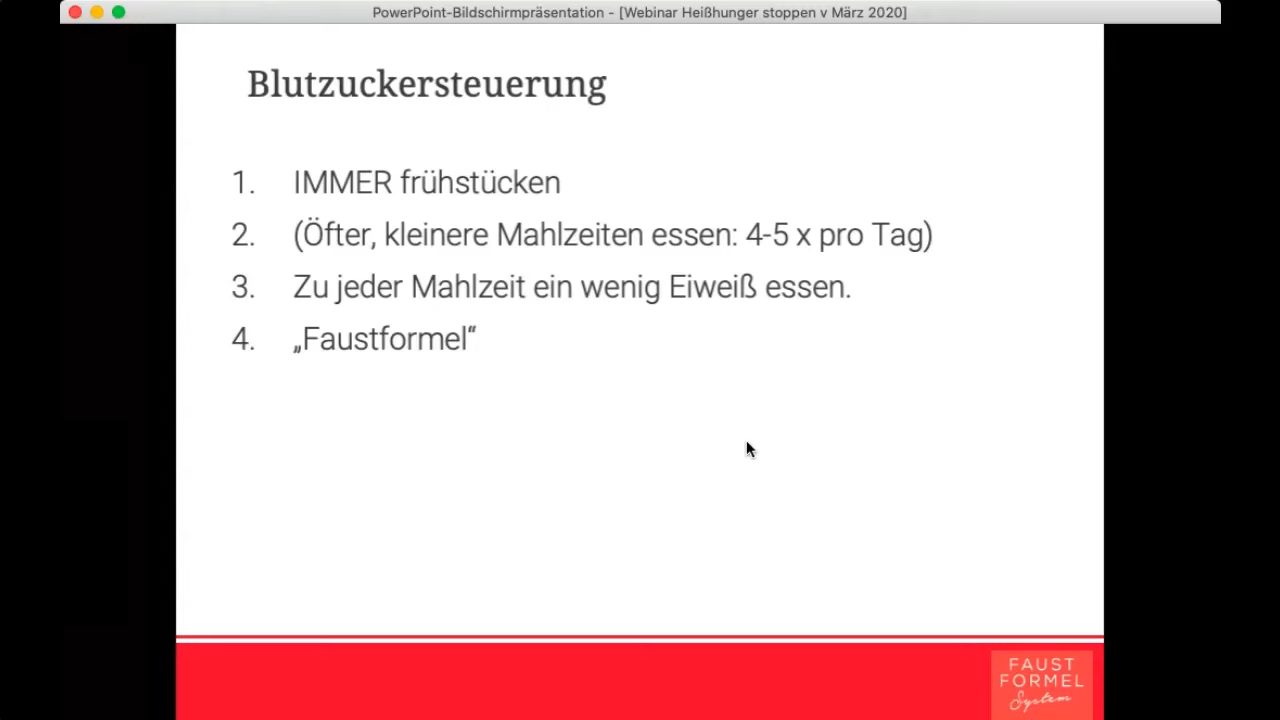 PowerPoint-Bildschirmpräsentation - [Webinar Heißhunger stoppen v März 2020]
Blutzuckersteuerung
1. IMMER frühstücken
2. (Öfter, kleinere Mahlzeiten essen: 4-5 x pro Tag)
3. Zu jeder Mahlzeit ein wenig Eiweiß essen.
4. „Faustformel“
FAUST
FORMEL
System